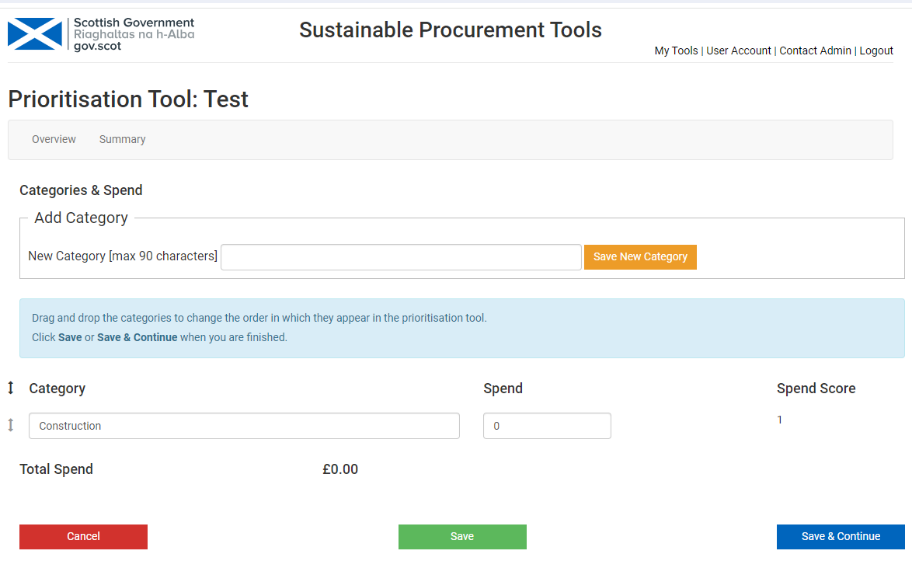 Scottish Government
Riaghaltas na h-Alba
gov.scot
Sustainable Procurement Tools
My Tools | User Account | Contact Admin | Logout
Prioritisation Tool: Test
Overview Summary
Categories & Spend
Add Category
New Category [max 90 characters] Save New Category
Drag and drop the categories to change the order in which they appear in the prioritisation tool.
Click Save or Save & Continue when you are finished.
Category Spend Spend Score
Construction 0 1
Total Spend £0.00
Cancel Save Save & Continue